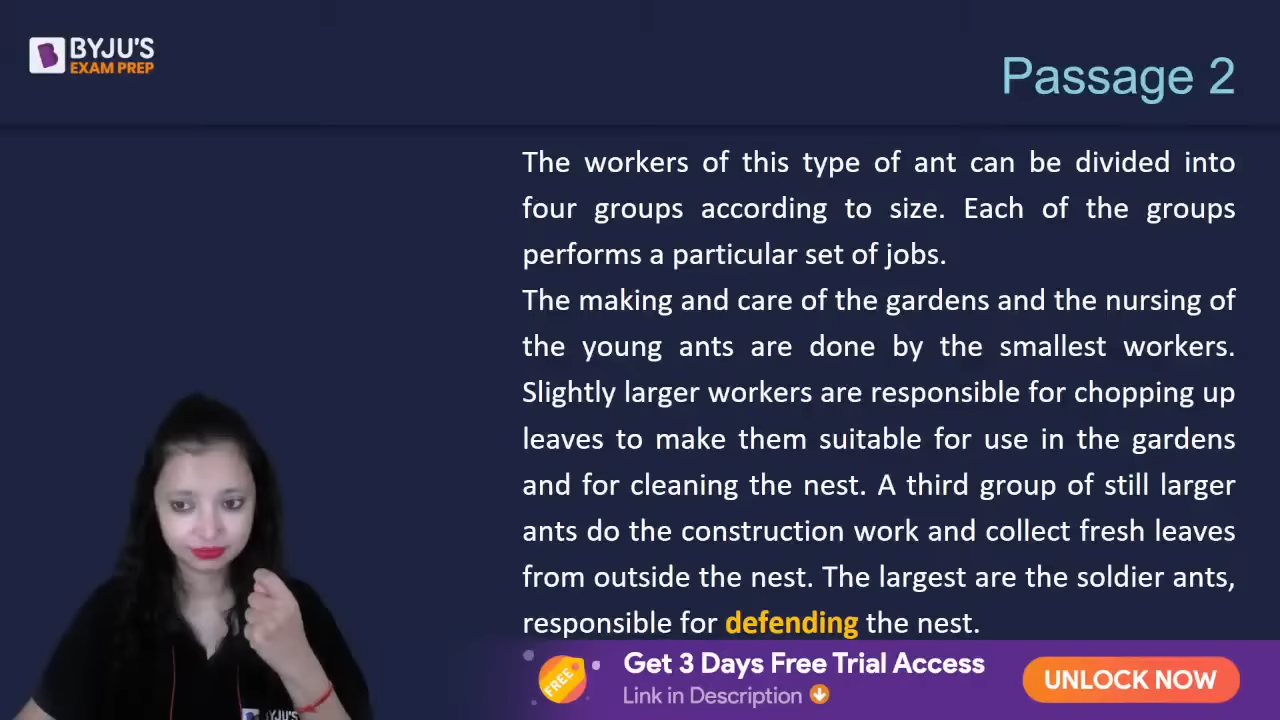 BYJU'S
EXAM PREP
Passage 2
The workers of this type of ant can be divided into
four groups according to size. Each of the groups
performs a particular set of jobs.
The making and care of the gardens and the nursing of
the young ants are done by the smallest workers.
Slightly larger workers are responsible for chopping up
leaves to make them suitable for use in the gardens
and for cleaning the nest. A third group of still larger
ants do the construction work and collect fresh leaves
from outside the nest. The largest are the soldier ants,
responsible for defending the nest.
FREE
Get 3 Days Free Trial Access
Link in Description
UNLOCK NOW
BYJU'S